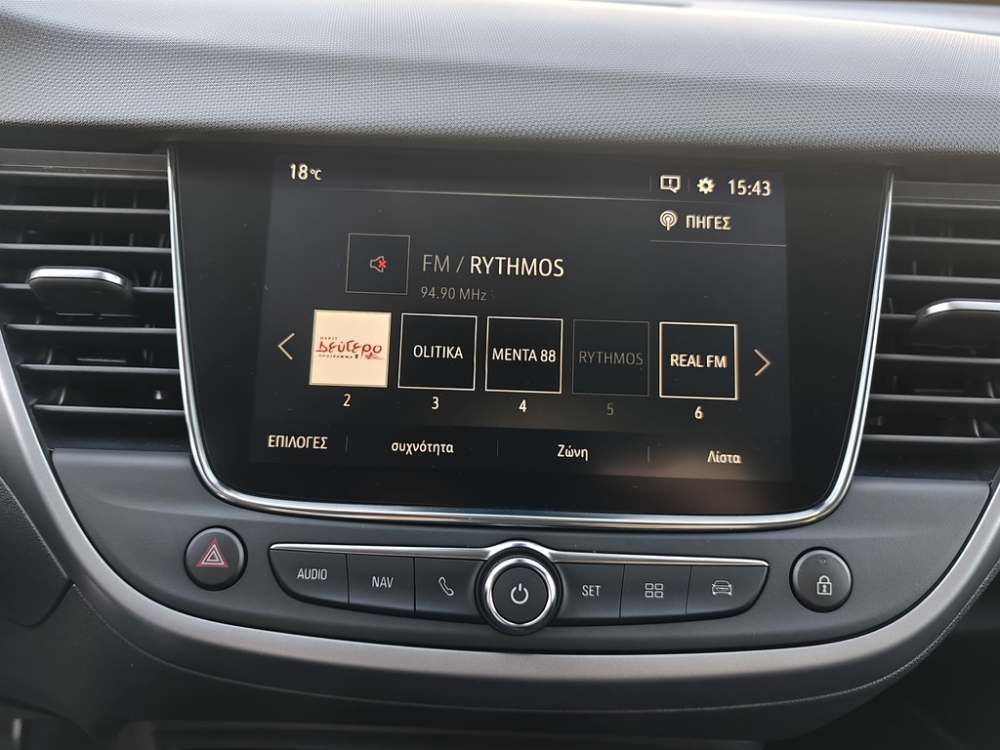 18°C
15:43
ΠΗΓΕΣ
FM / RYTHMOS
94.90 MHz
Δεύτερο
OLITIKA
MENTA 88
RYTHMOS
REAL FM
2
3
4
5
6
ΕΠΙΛΟΓΕΣ
συχνότητα
Ζώνη
Λίστα
AUDIO
NAV
SET